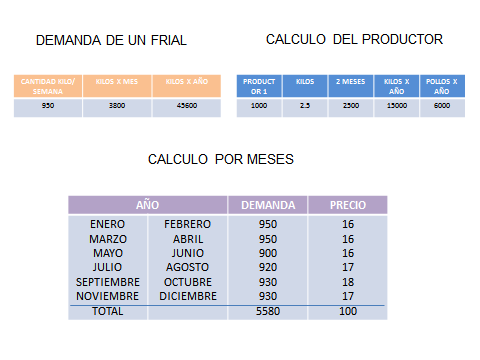 DEMANDA DE UN FRIAL
CALCULO DEL PRODUCTOR
CANTIDAD KILO/ SEMANA KILOS X MES KILOS X AÑO
950 3800 45600
PRODUCT OR 1 KILOS 2 MESES KILOS X AÑO POLLOS X AÑO
1000 2.5 2500 15000 6000
CALCULO POR MESES
AÑO DEMANDA PRECIO
ENERO FEBRERO 950 16
MARZO ABRIL 950 16
MAYO JUNIO 900 16
JULIO AGOSTO 920 17
SEPTIEMBRE OCTUBRE 930 18
NOVIEMBRE DICIEMBRE 930 17
TOTAL 5580 100